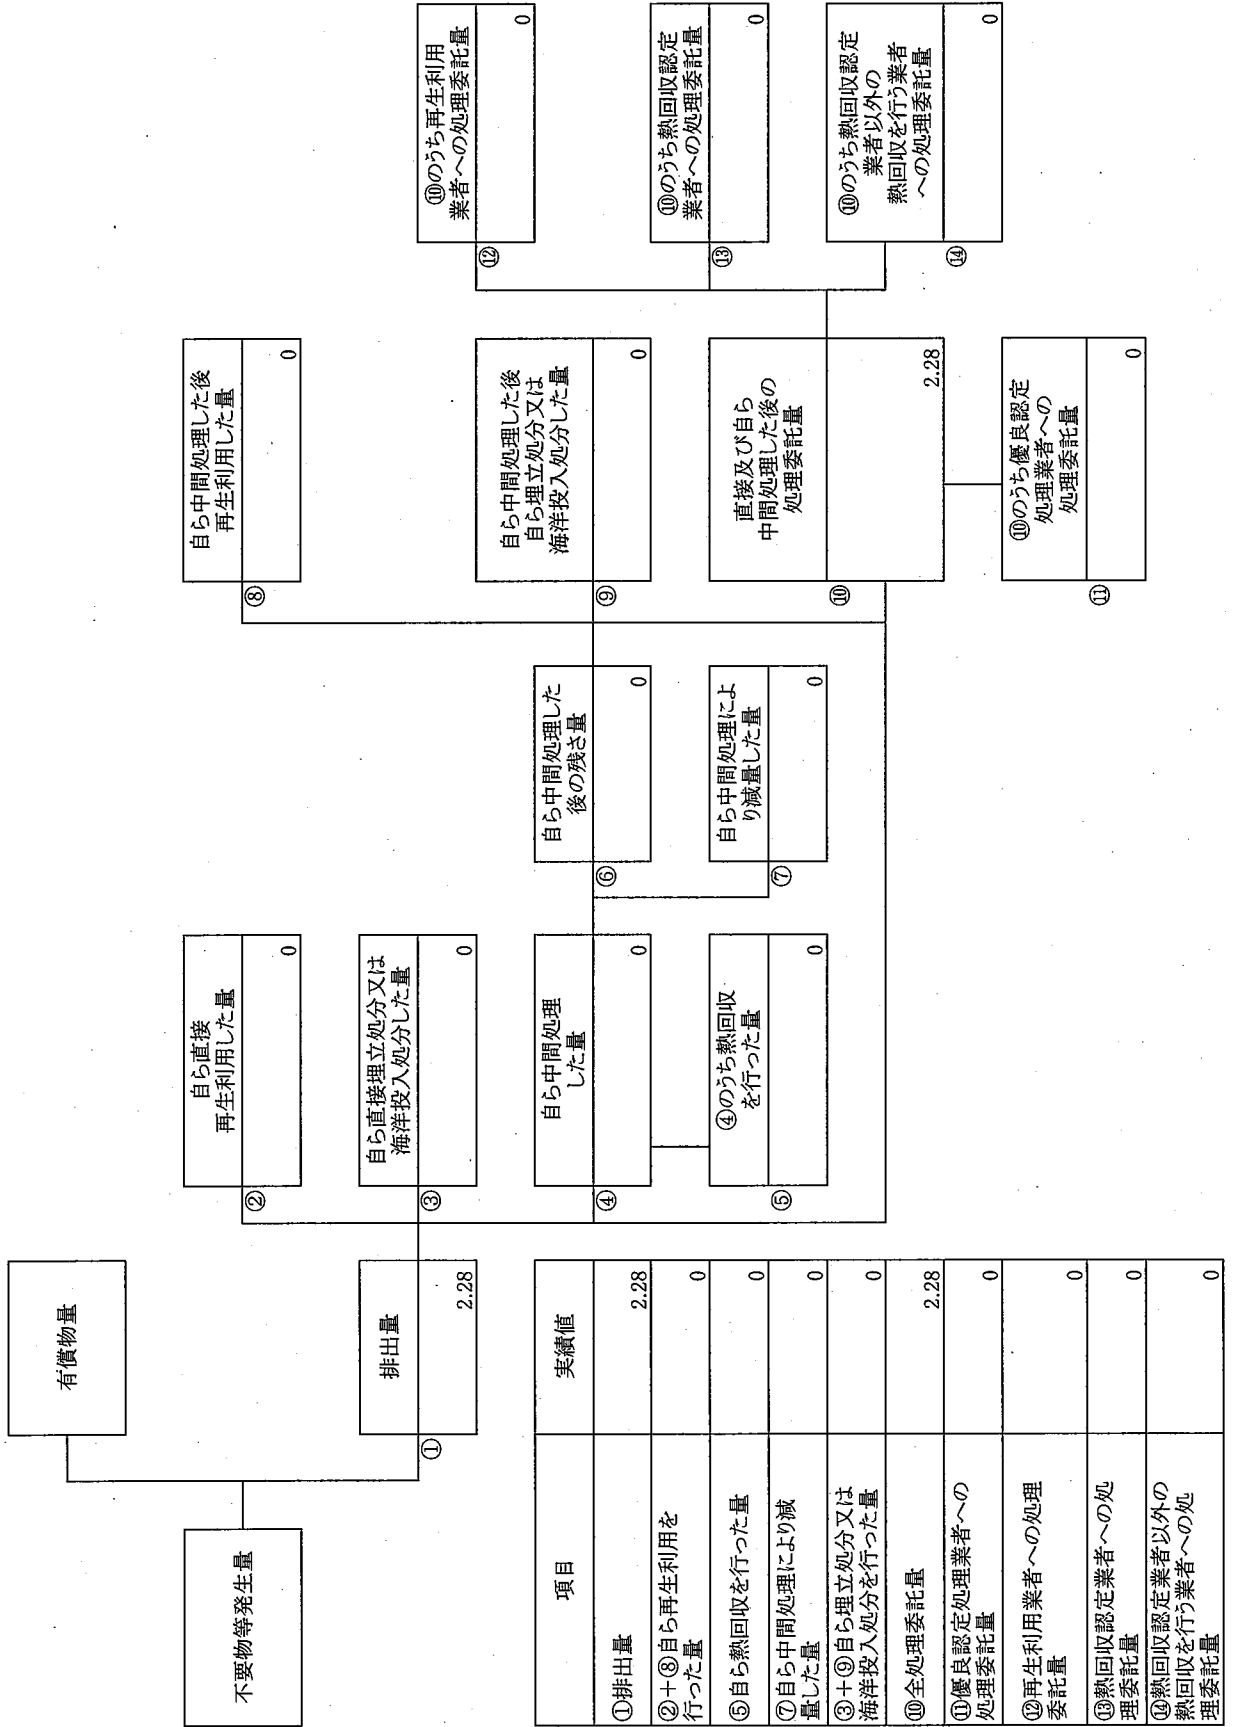 不要物等発生量
有償物量
①
排出量
2.28
②
自ら直接
再生利用した量
0
③
自ら直接埋立処分又は
海洋投入処分した量
0
④
自ら中間処理
した量
0
⑤
④のうち熱回収
を行った量
0
⑥
自ら中間処理した
後の残さ量
0
⑦
自ら中間処理によ
り減量した量
0
⑧
自ら中間処理した後
再生利用した量
0
⑨
自ら中間処理した後
自ら埋立処分又は
海洋投入処分した量
0
⑩
直接及び自ら
中間処理した後の
処理委託量
2.28
⑪
⑩のうち優良認定
処理業者への
処理委託量
0
⑫
⑩のうち再生利用
業者への処理委託量
0
⑬
⑩のうち熱回収認定
業者への処理委託量
0
⑭
⑩のうち熱回収認定
業者以外の
熱回収を行う業者
への処理委託量
0
項目 実績値
①排出量 2.28
②+⑧自ら再生利用を
行った量 0
⑤自ら熱回収を行った量 0
⑦自ら中間処理により減
量した量 0
③+⑨自ら埋立処分又は
海洋投入処分を行った量 0
⑩全処理委託量 2.28
⑪優良認定処理業者への
処理委託量 0
⑫再生利用業者への処理
委託量 0
⑬熱回収認定業者への処
理委託量 0
⑭熱回収認定業者以外の
熱回収を行う業者への処
理委託量 0